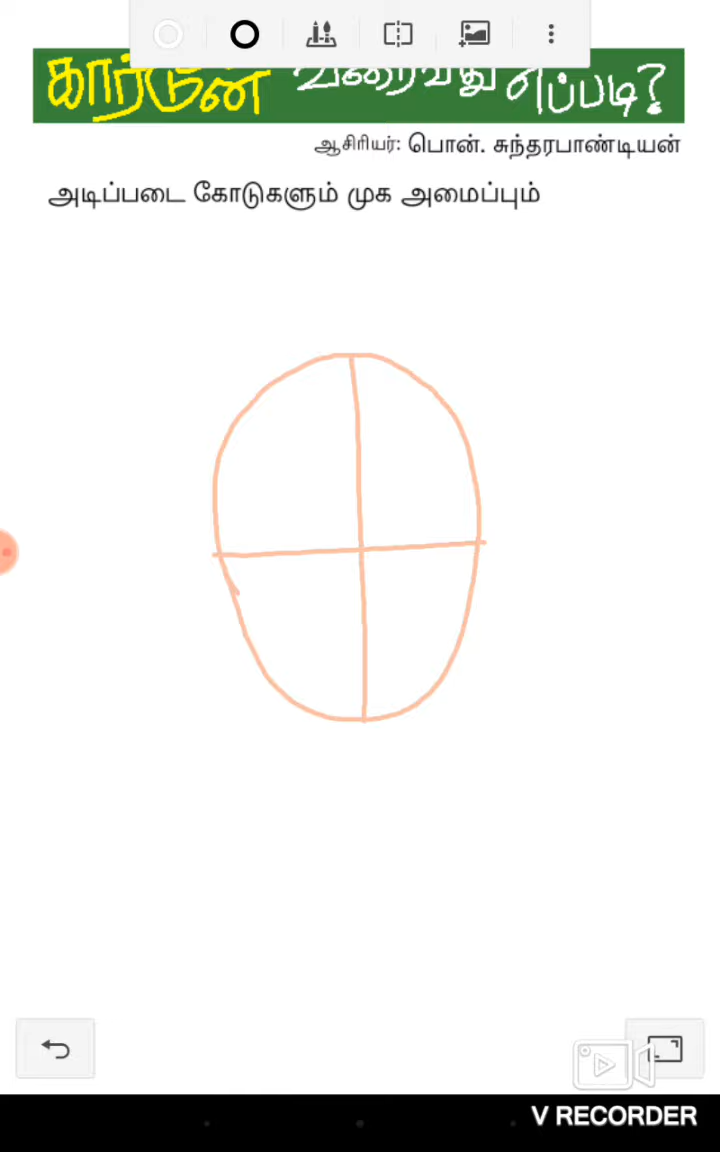 கார்டூன் வரைவது எப்படி?
ஆசிரியர்: பொன். சுந்தரபாண்டியன்
அடிப்படை கோடுகளும் முக அமைப்பும்
V RECORDER